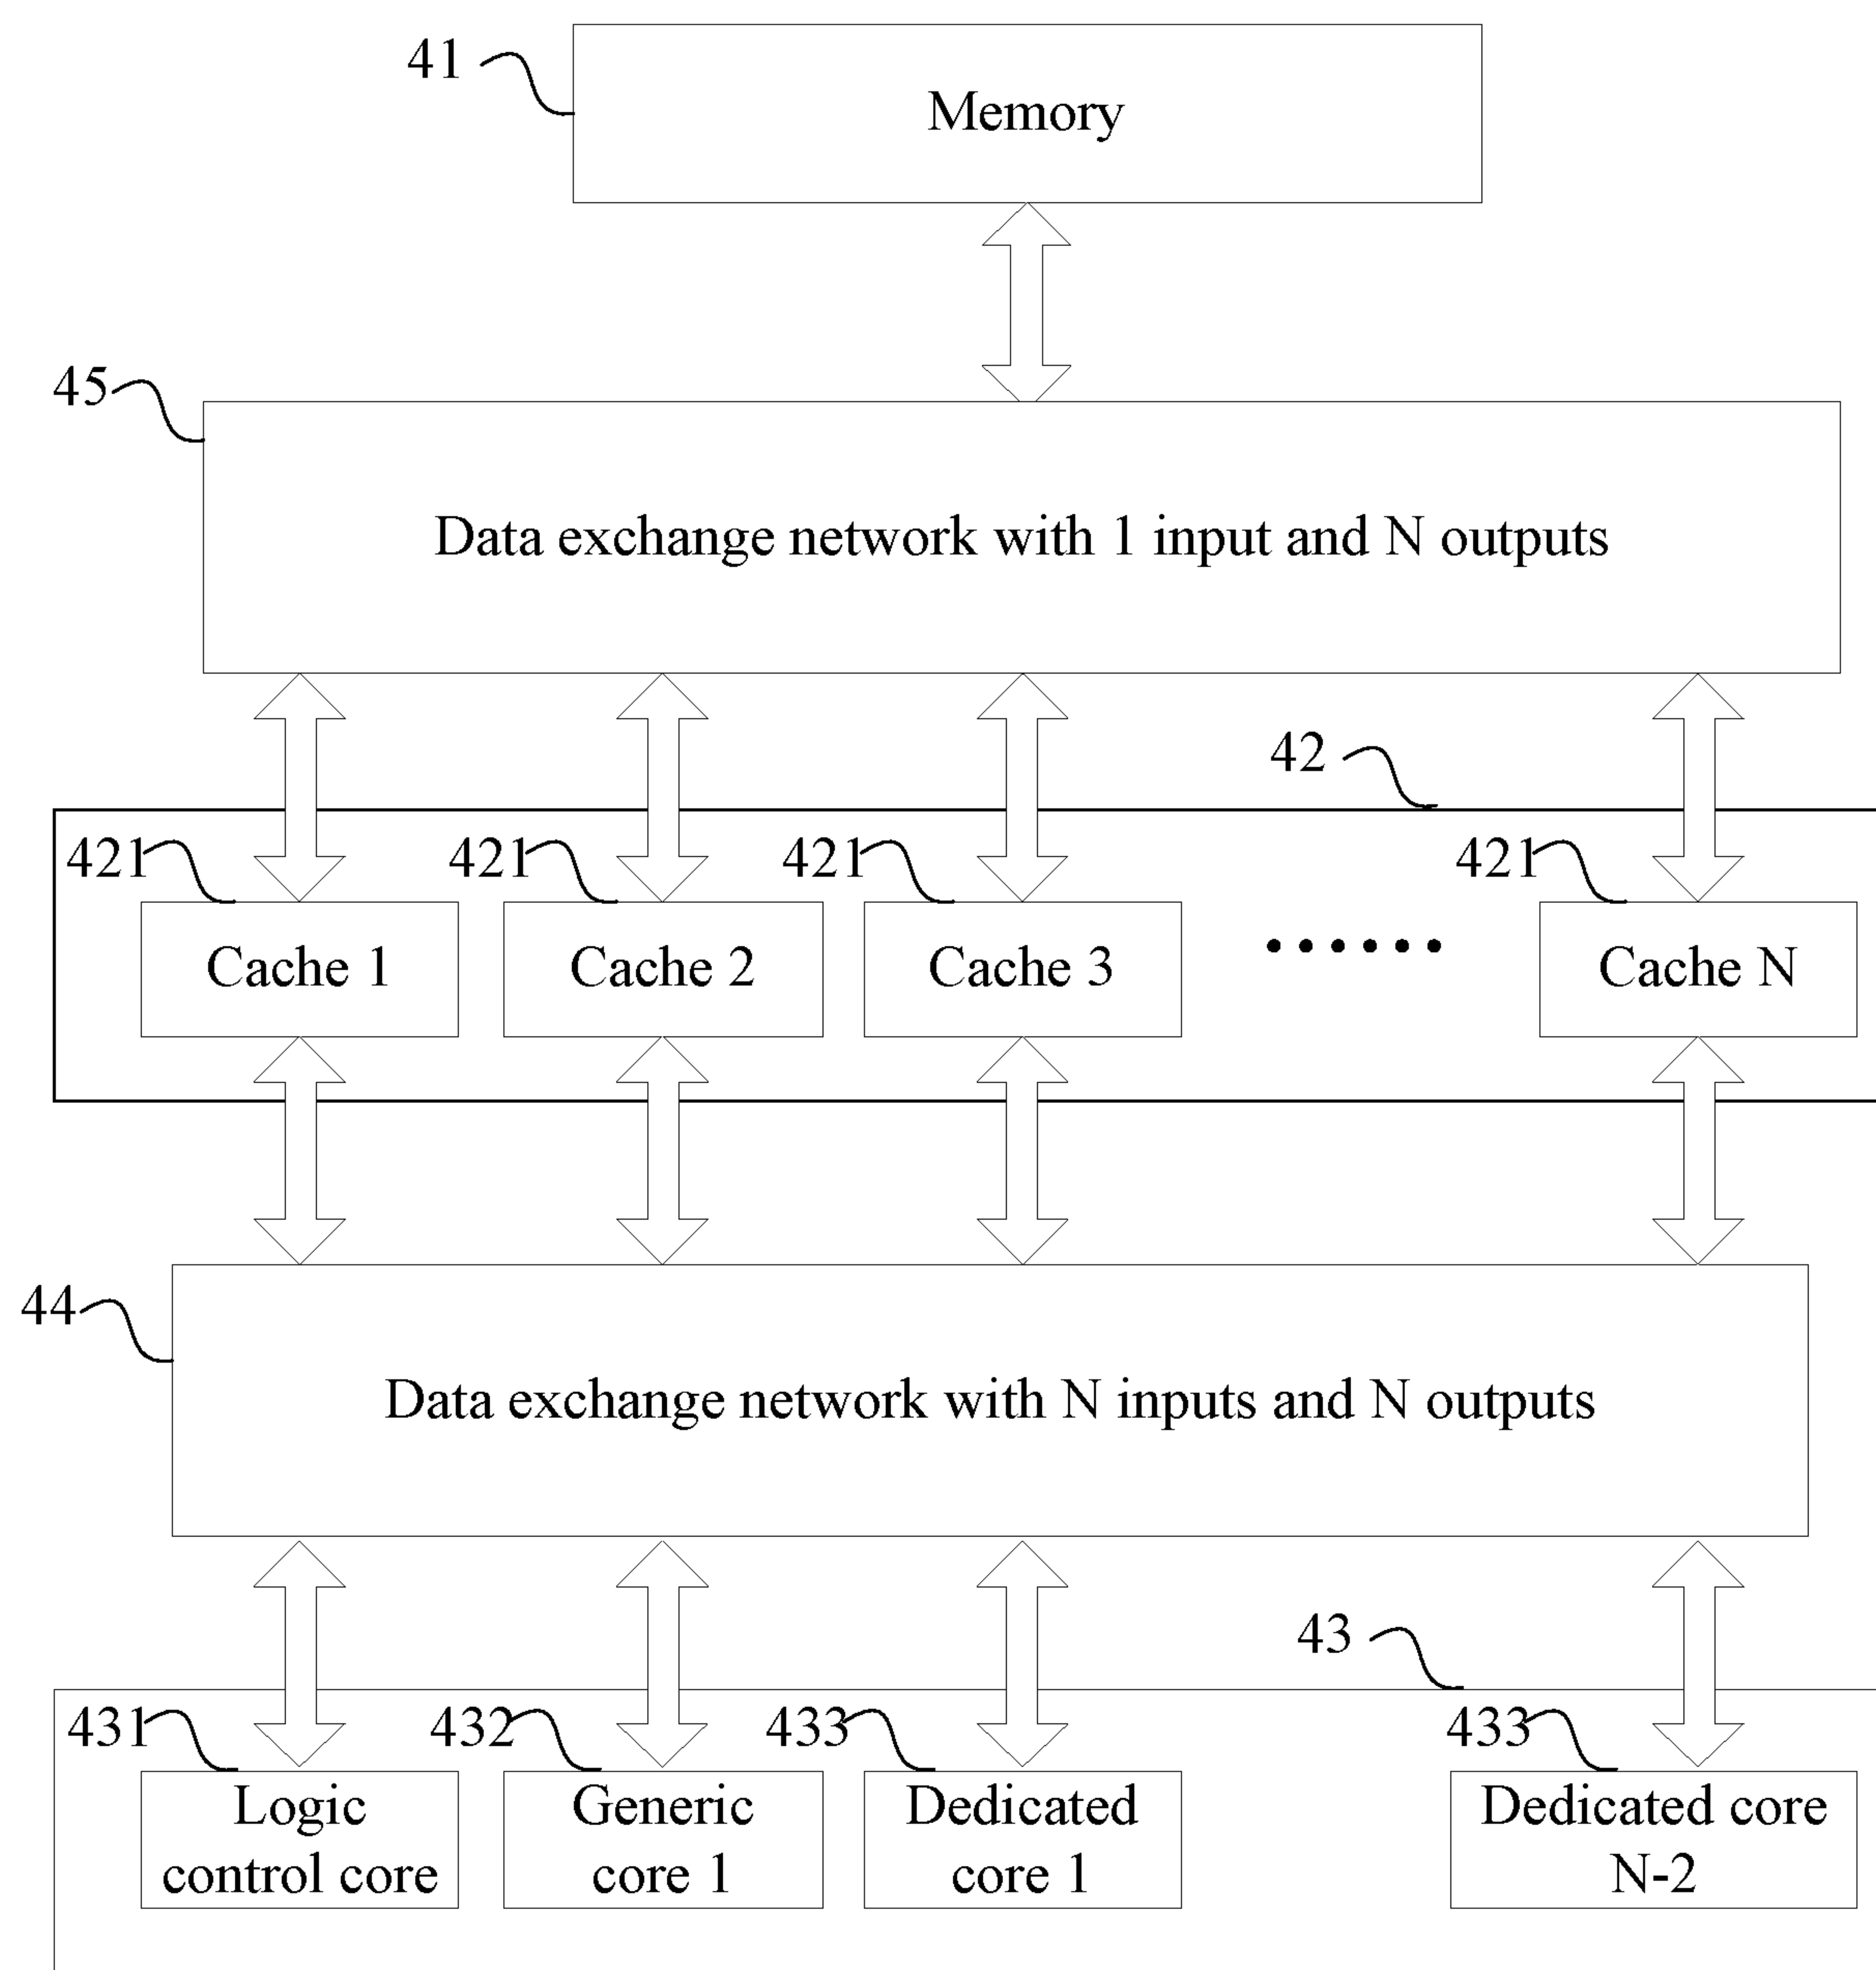 41
Memory
45
Data exchange network with 1 input and N outputs
42
421 421 421 421
Cache 1 Cache 2 Cache 3 ...... Cache N
44
Data exchange network with N inputs and N outputs
43
431 432 433 433
Logic
control core
Generic
core 1
Dedicated
core 1
Dedicated core
N-2